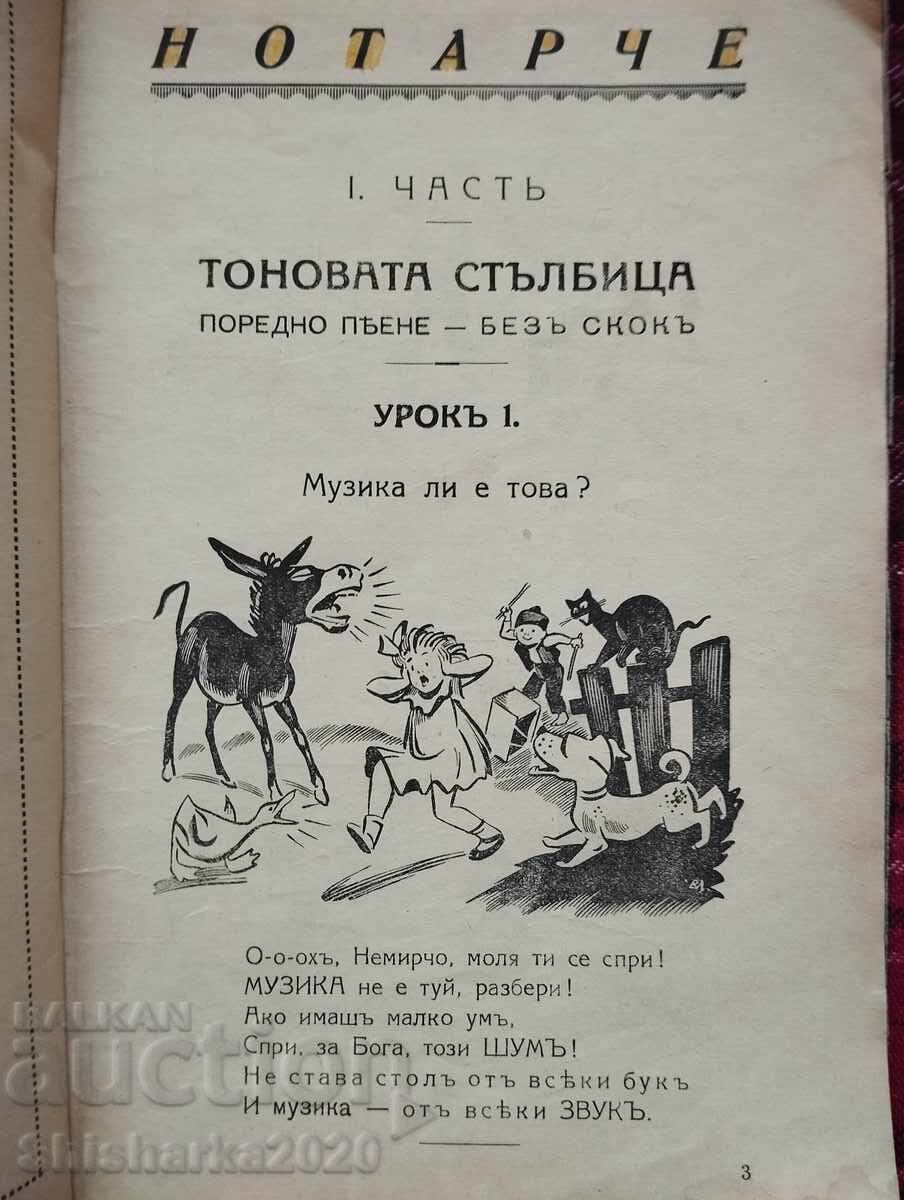 НОТАРЧЕ
I. ЧАСТЬ
ТОНОВАТА СТЪЛБИЦА
ПОРЕДНО ПѢЕНЕ — БЕЗЪ СКОКЪ
УРОКЪ 1.
Музика ли е това?
ВЛ
О-о-охъ, Немирчо, моля ти се спри!
МУЗИКА не е туй, разбери!
Ако имашъ малко умъ,
Спри, за Бога, този ШУМЪ!
Не става столъ отъ всѣки букъ
И музика — отъ всѣки ЗВУКЪ.
3
BALKAN
auction
Shisharka2020